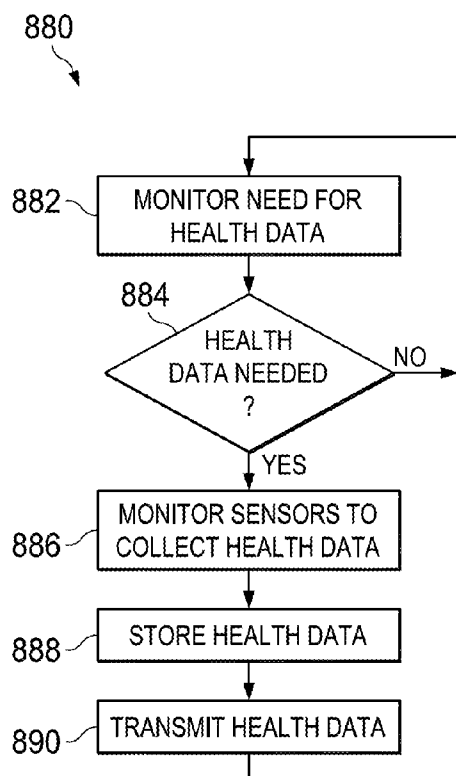 880
882
MONITOR NEED FOR
HEALTH DATA
884
HEALTH
DATA NEEDED
?
NO
YES
886
MONITOR SENSORS TO
COLLECT HEALTH DATA
888
STORE HEALTH DATA
890
TRANSMIT HEALTH DATA